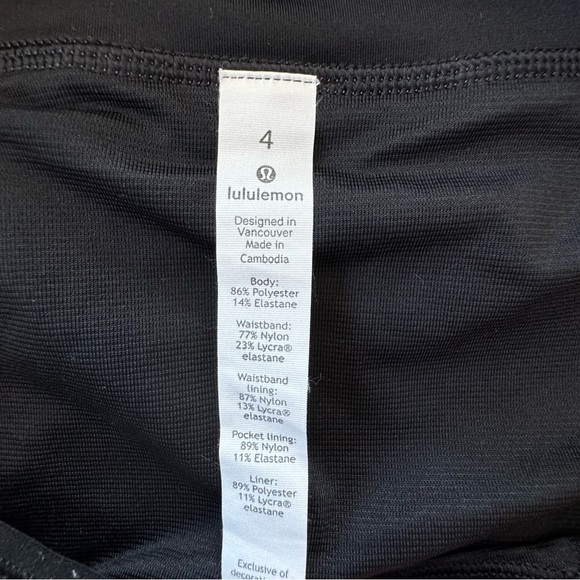 4
lululemon
Designed in
Vancouver
Made in
Cambodia
Body:
86% Polyester
14% Elastane
Waistband:
77% Nylon
23% Lycra®
elastane
Waistband
lining:
87% Nylon
13% Lycra®
elastane
Pocket lining:
89% Nylon
11% Elastane
Liner:
89% Polyester
11% Lycra®
elastane
Exclusive of